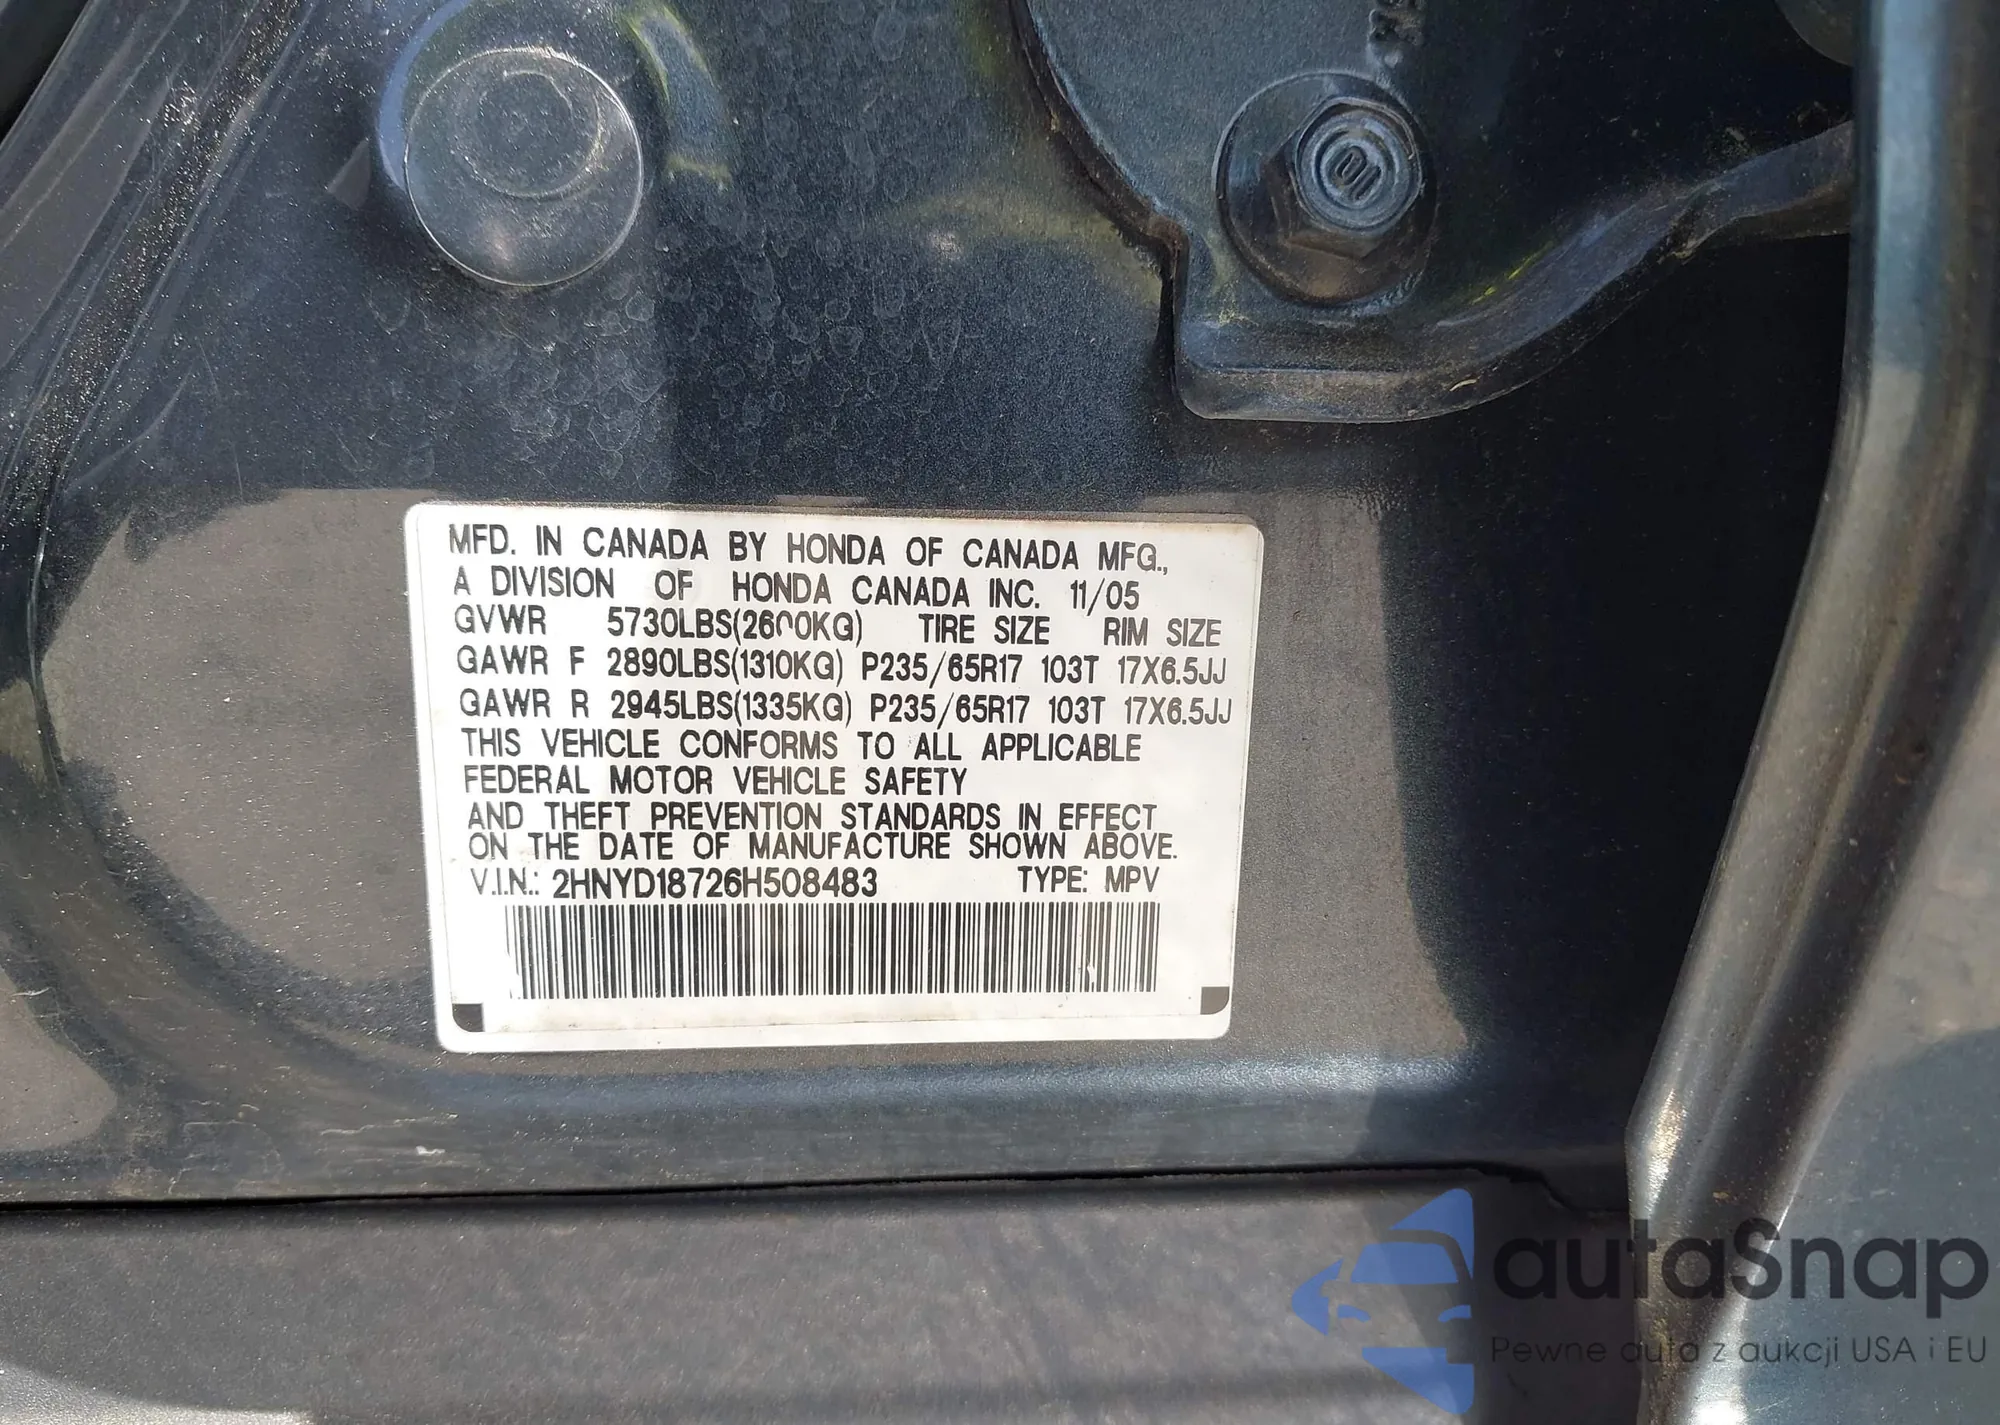 MFD. IN CANADA BY HONDA OF CANADA MFG.,
A DIVISION OF HONDA CANADA INC. 11/05
GVWR 5730LBS(2600KG) TIRE SIZE RIM SIZE
GAWR F 2890LBS(1310KG) P235/65R17 103T 17X6.5JJ
GAWR R 2945LBS(1335KG) P235/65R17 103T 17X6.5JJ
THIS VEHICLE CONFORMS TO ALL APPLICABLE
FEDERAL MOTOR VEHICLE SAFETY
AND THEFT PREVENTION STANDARDS IN EFFECT
ON THE DATE OF MANUFACTURE SHOWN ABOVE.
V.I.N.: 2HNYD18726H508483 TYPE: MPV
autoSnap
Pewne auta z aukcji USA i EU